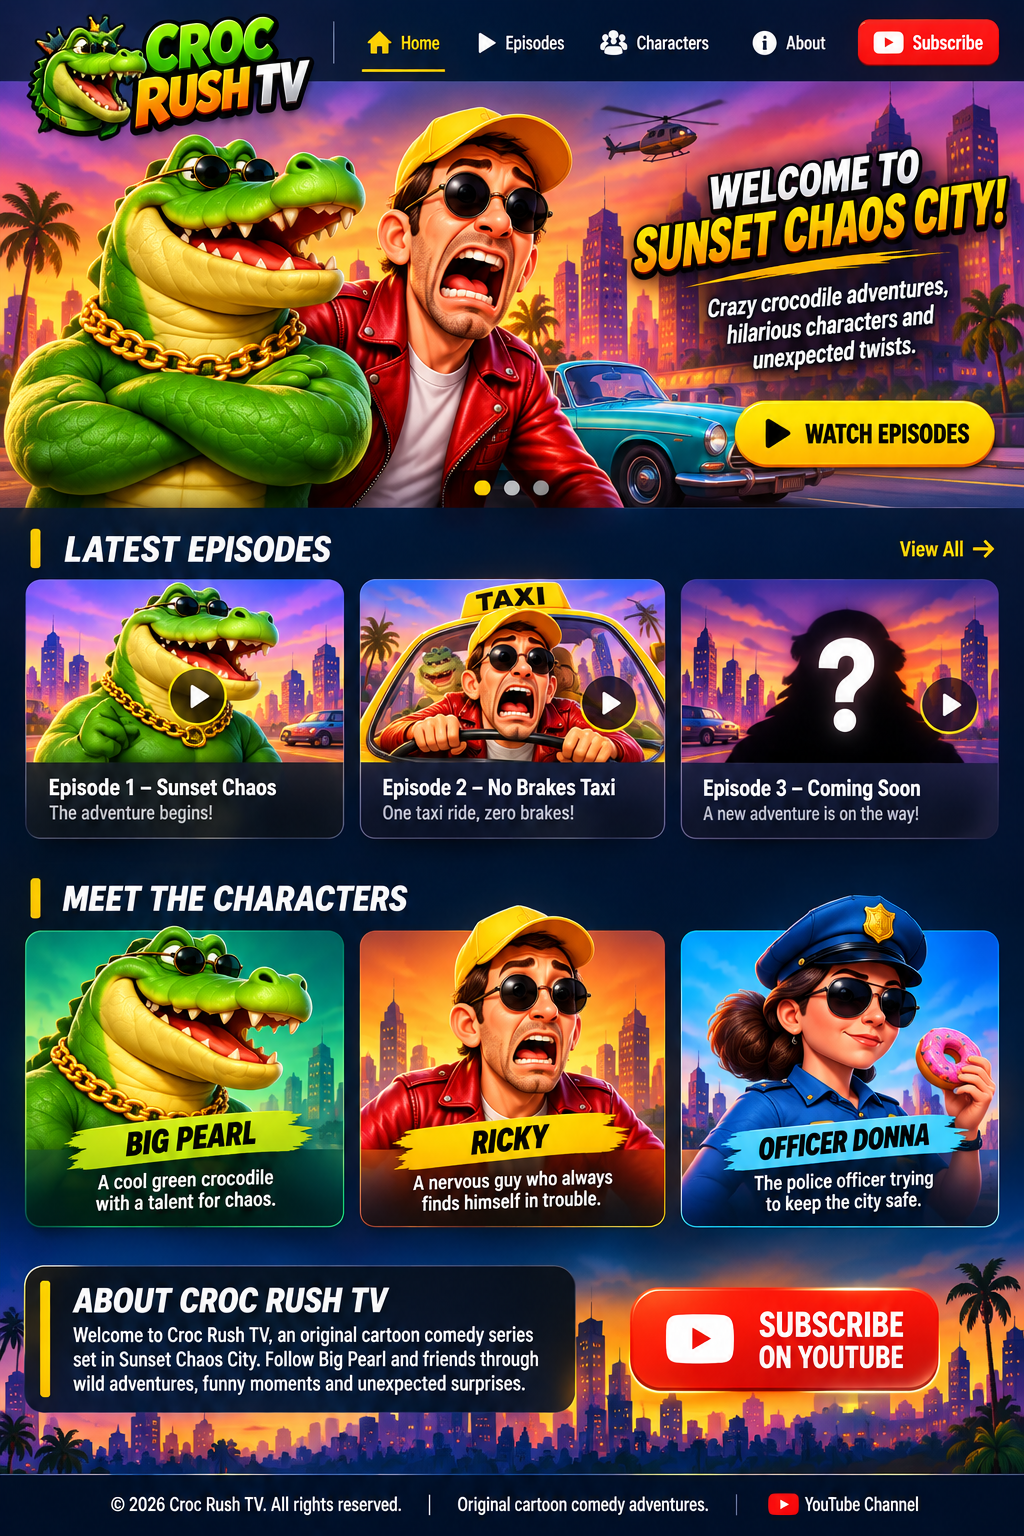 CROC
RUSH TV
Home
Episodes
Characters
About
Subscribe
WELCOME TO
SUNSET CHAOS CITY!
Crazy crocodile adventures,
hilarious characters and
unexpected twists.
WATCH EPISODES
LATEST EPISODES
View All →
TAXI
?
Episode 1 – Sunset Chaos
The adventure begins!
Episode 2 – No Brakes Taxi
One taxi ride, zero brakes!
Episode 3 – Coming Soon
A new adventure is on the way!
MEET THE CHARACTERS
BIG PEARL
A cool green crocodile
with a talent for chaos.
RICKY
A nervous guy who always
finds himself in trouble.
OFFICER DONNA
The police officer trying
to keep the city safe.
ABOUT CROC RUSH TV
Welcome to Croc Rush TV, an original cartoon comedy series
set in Sunset Chaos City. Follow Big Pearl and friends through
wild adventures, funny moments and unexpected surprises.
SUBSCRIBE
ON YOUTUBE
© 2026 Croc Rush TV. All rights reserved.
Original cartoon comedy adventures.
YouTube Channel